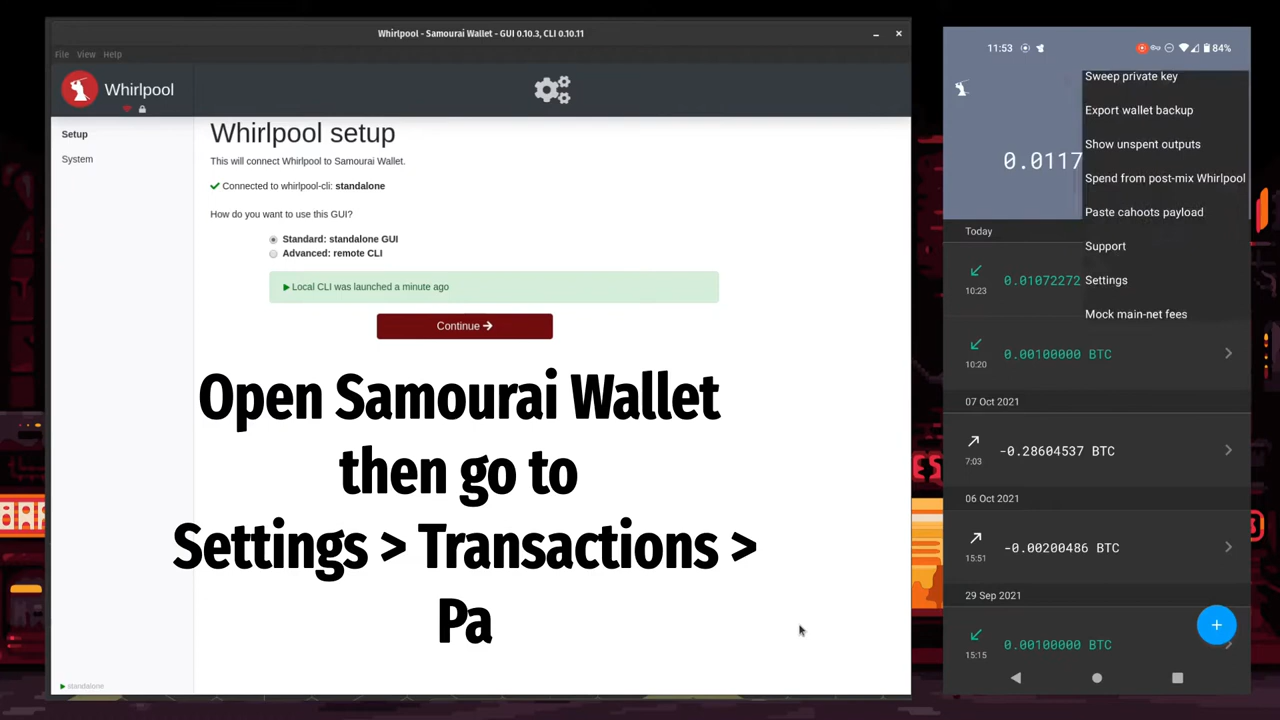 Whirlpool - Samourai Wallet - GUI 0.10.3, CLI 0.10.11
File View Help
Whirlpool
Setup
System
Whirlpool setup
This will connect Whirlpool to Samourai Wallet.
Connected to whirlpool-cli: standalone
How do you want to use this GUI?
Standard: standalone GUI
Advanced: remote CLI
Local CLI was launched a minute ago
Continue
Open Samourai Wallet
then go to
Settings > Transactions >
Pa
standalone
11:53 84%
0.0117
Sweep private key
Export wallet backup
Show unspent outputs
Spend from post-mix Whirlpool
Paste cahoots payload
Support
Settings
Mock main-net fees
Today
0.01072272
10:23
0.00100000 BTC
10:20
07 Oct 2021
-0.28604537 BTC
7:03
06 Oct 2021
-0.00200486 BTC
15:51
29 Sep 2021
0.00100000 BTC
15:15
+